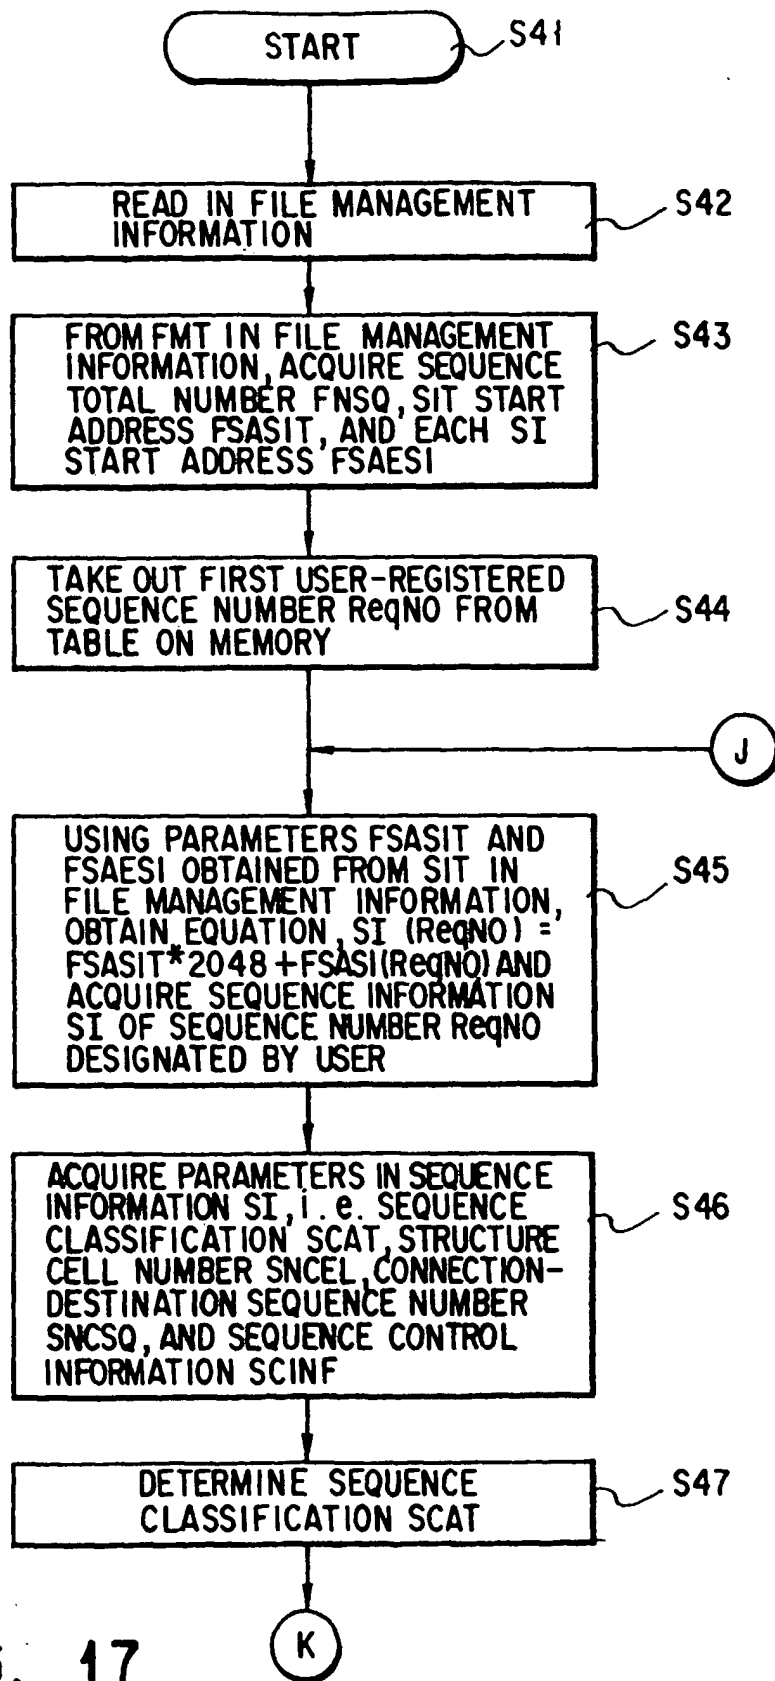 START
S41
READ IN FILE MANAGEMENT
INFORMATION
S42
FROM FMT IN FILE MANAGEMENT
INFORMATION, ACQUIRE SEQUENCE
TOTAL NUMBER FNSQ, SIT START
ADDRESS FSASIT, AND EACH SI
START ADDRESS FSAESI
S43
TAKE OUT FIRST USER-REGISTERED
SEQUENCE NUMBER ReqNO FROM
TABLE ON MEMORY
S44
J
USING PARAMETERS FSASIT AND
FSAESI OBTAINED FROM SIT IN
FILE MANAGEMENT INFORMATION,
OBTAIN EQUATION, SI (ReqNO) =
FSASIT*2048+FSASI(ReqNO) AND
ACQUIRE SEQUENCE INFORMATION
SI OF SEQUENCE NUMBER ReqNO
DESIGNATED BY USER
S45
ACQUIRE PARAMETERS IN SEQUENCE
INFORMATION SI, i.e. SEQUENCE
CLASSIFICATION SCAT, STRUCTURE
CELL NUMBER SNCEL, CONNECTION-
DESTINATION SEQUENCE NUMBER
SNCSQ, AND SEQUENCE CONTROL
INFORMATION SCINF
S46
DETERMINE SEQUENCE
CLASSIFICATION SCAT
S47
K
17